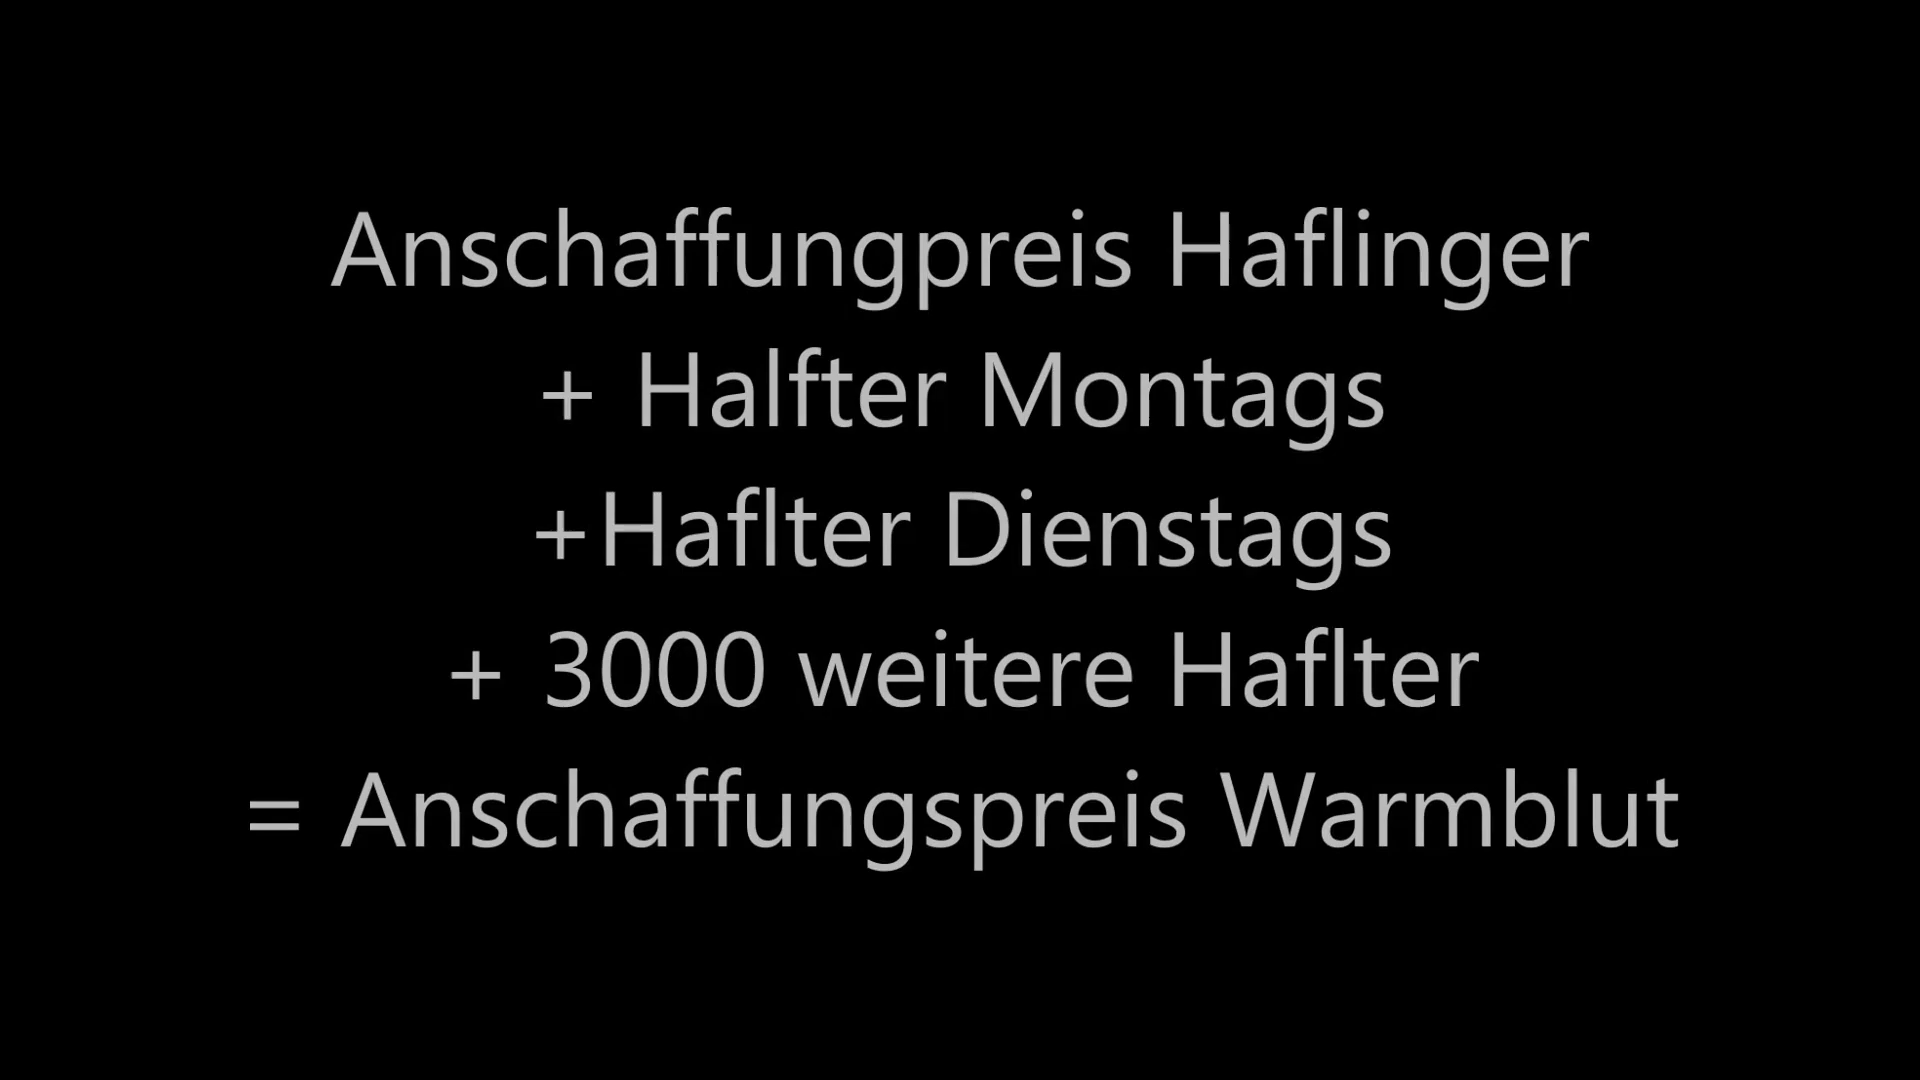 Anschaffungpreis Haflinger
+ Halfter Montags
+Haflter Dienstags
+ 3000 weitere Haflter
= Anschaffungspreis Warmblut